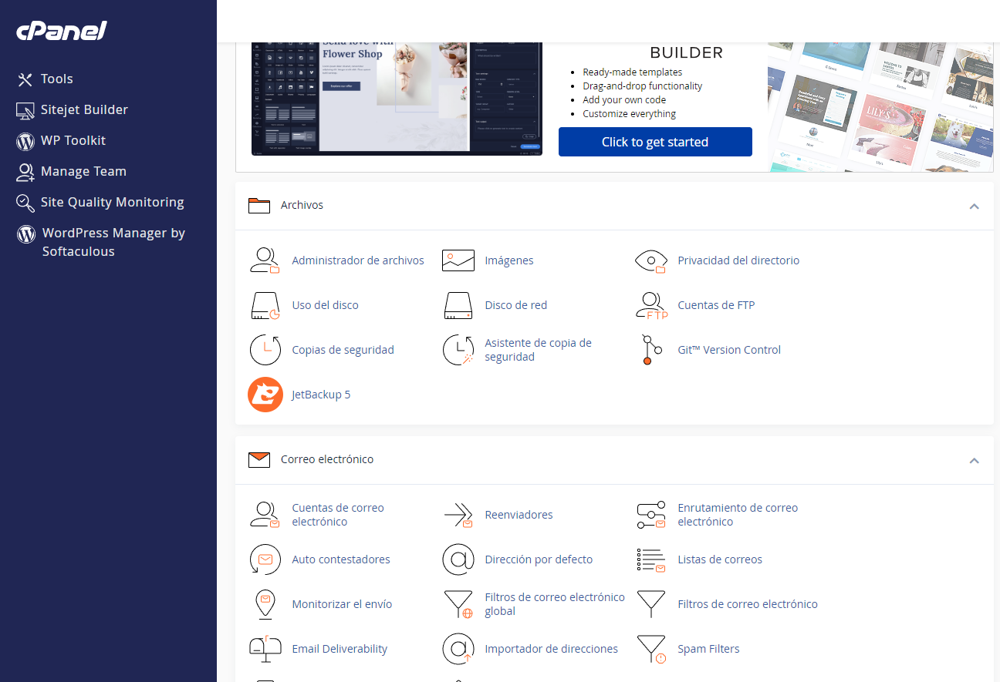 cPanel
Tools
Sitejet Builder
WP Toolkit
Manage Team
Site Quality Monitoring
WordPress Manager by
Softaculous
Send love with
Flower Shop
BUILDER
Ready-made templates
Drag-and-drop functionality
Add your own code
Customize everything
Click to get started
LILY'S
Archivos
Administrador de archivos
Imágenes
Privacidad del directorio
Uso del disco
Disco de red
FTP
Cuentas de FTP
Copias de seguridad
Asistente de copia de
seguridad
Git™ Version Control
JetBackup 5
Correo electrónico
Cuentas de correo
electrónico
Reenviadores
Enrutamiento de correo
electrónico
Auto contestadores
Dirección por defecto
Listas de correos
Monitorizar el envío
Filtros de correo electrónico
global
Filtros de correo electrónico
Email Deliverability
Importador de direcciones
Spam Filters